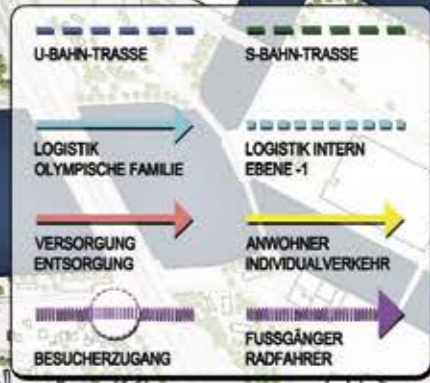 U-BAHN-TRASSE
S-BAHN-TRASSE
LOGISTIK
OLYMPISCHE FAMILIE
LOGISTIK INTERN
EBENE -1
VERSORGUNG
ENTSORGUNG
ANWOHNER
INDIVIDUALVERKEHR
BESUCHERZUGANG
FUSSGÄNGER
RADFAHRER